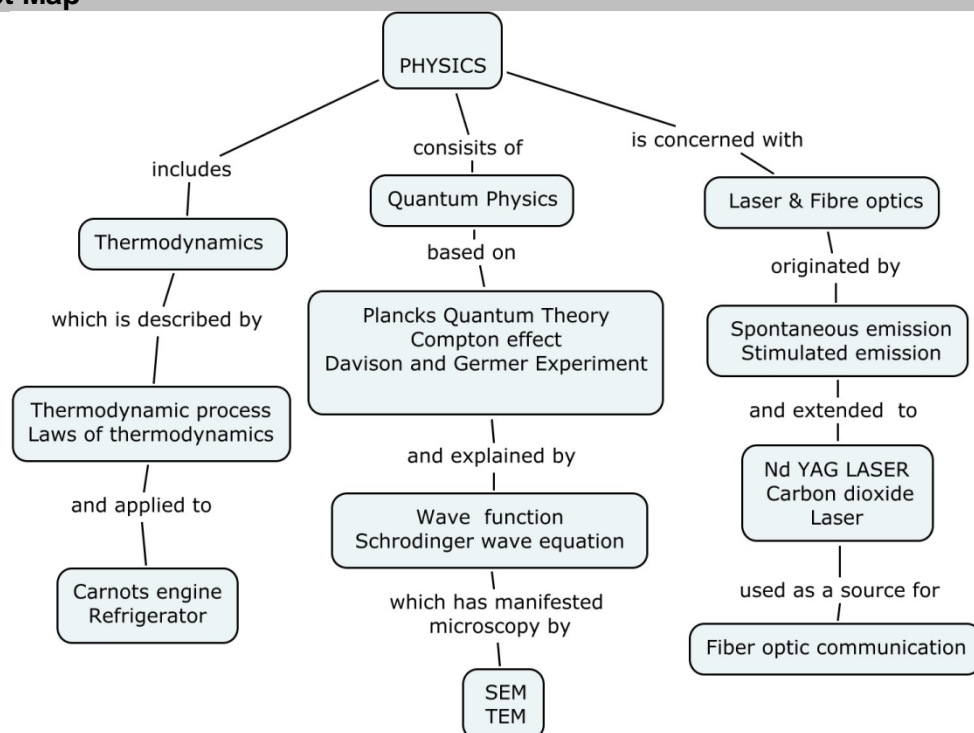 Map
PHYSICS
includes
Thermodynamics
which is described by
Thermodynamic process
Laws of thermodynamics
and applied to
Carnots engine
Refrigerator
consisits of
Quantum Physics
based on
Plancks Quantum Theory
Compton effect
Davison and Germer Experiment
and explained by
Wave function
Schrodinger wave equation
which has manifested
microscopy by
SEM
TEM
is concerned with
Laser & Fibre optics
originated by
Spontaneous emission
Stimulated emission
and extended to
Nd YAG LASER
Carbon dioxide
Laser
used as a source for
Fiber optic communication